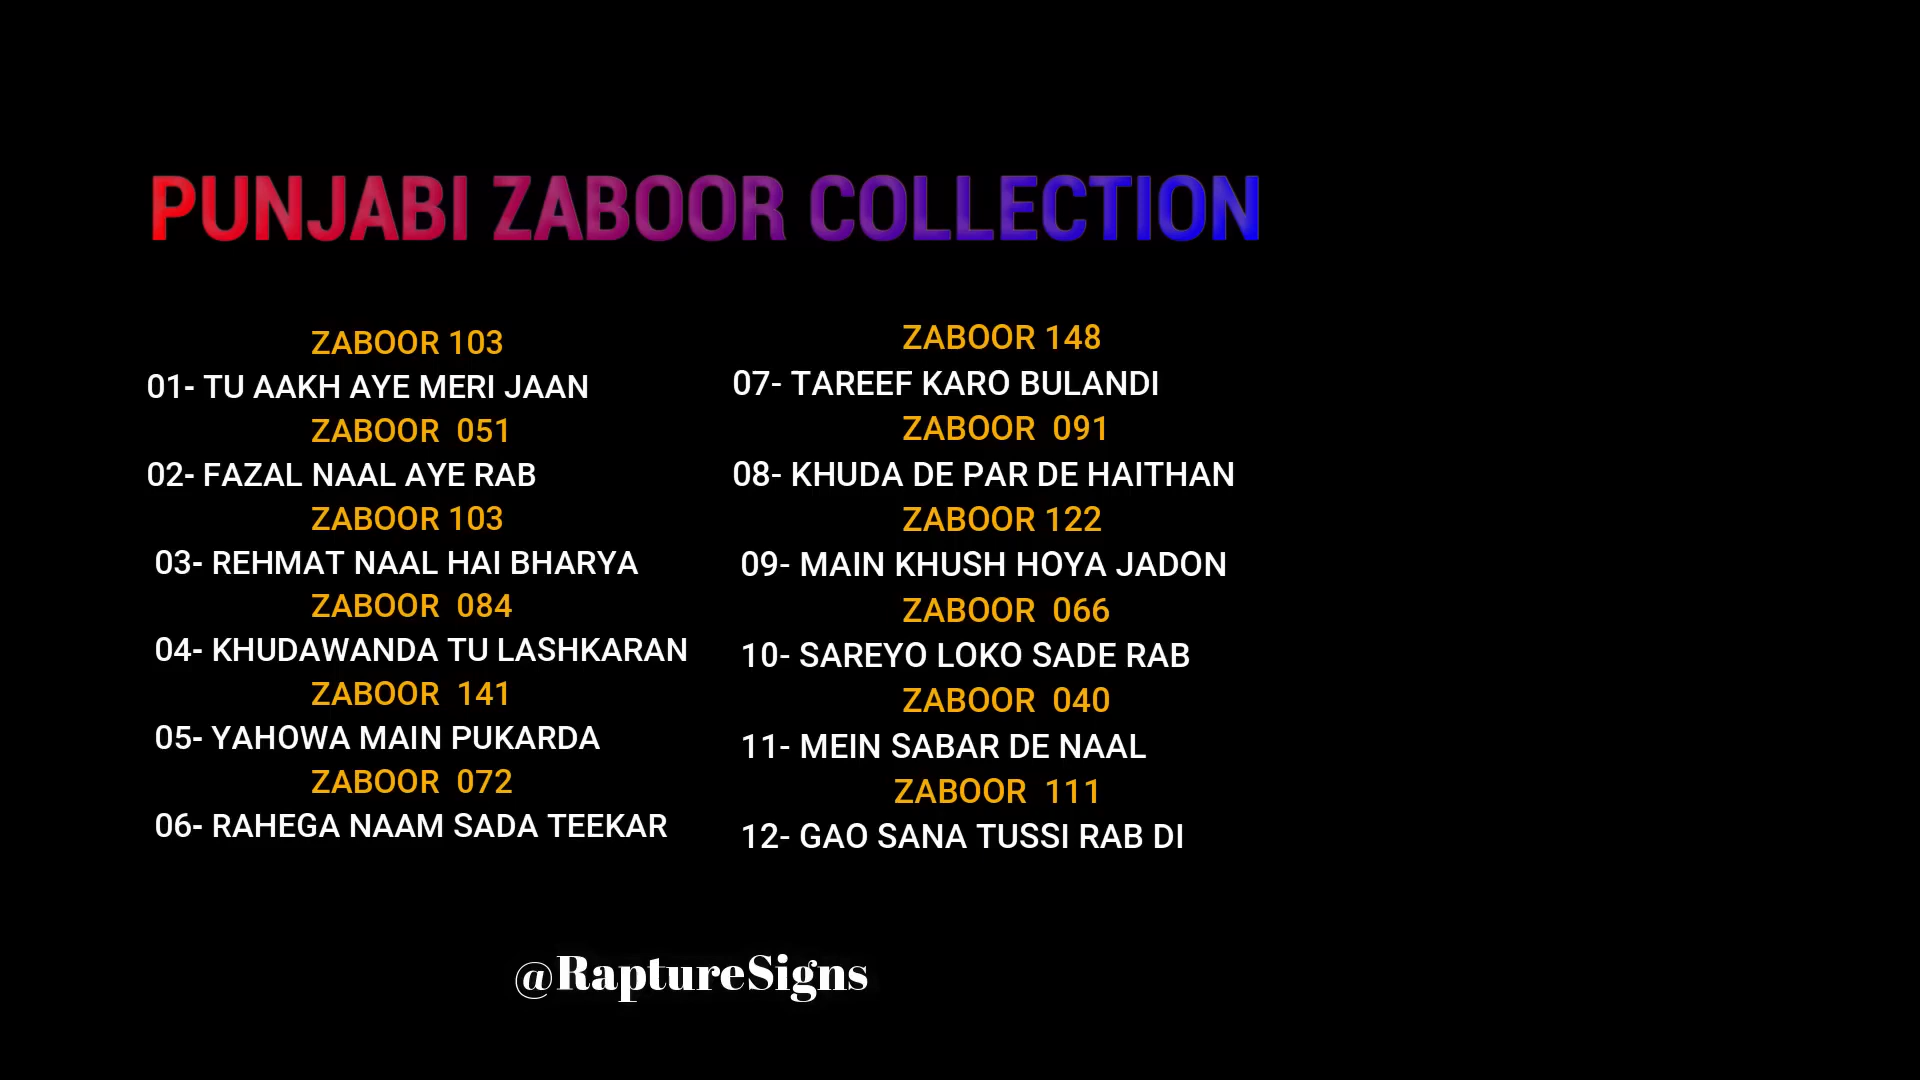 PUNJABI ZABOOR COLLECTION
ZABOOR 103
01- TU AAKH AYE MERI JAAN
ZABOOR 051
02- FAZAL NAAL AYE RAB
ZABOOR 103
03- REHMAT NAAL HAI BHARYA
ZABOOR 084
04- KHUDAWANDA TU LASHKARAN
ZABOOR 141
05- YAHOWA MAIN PUKARDA
ZABOOR 072
06- RAHEGA NAAM SADA TEEKAR
ZABOOR 148
07- TAREEF KARO BULANDI
ZABOOR 091
08- KHUDA DE PAR DE HAITHAN
ZABOOR 122
09- MAIN KHUSH HOYA JADON
ZABOOR 066
10- SAREYO LOKO SADE RAB
ZABOOR 040
11- MEIN SABAR DE NAAL
ZABOOR 111
12- GAO SANA TUSSI RAB DI
@RaptureSigns